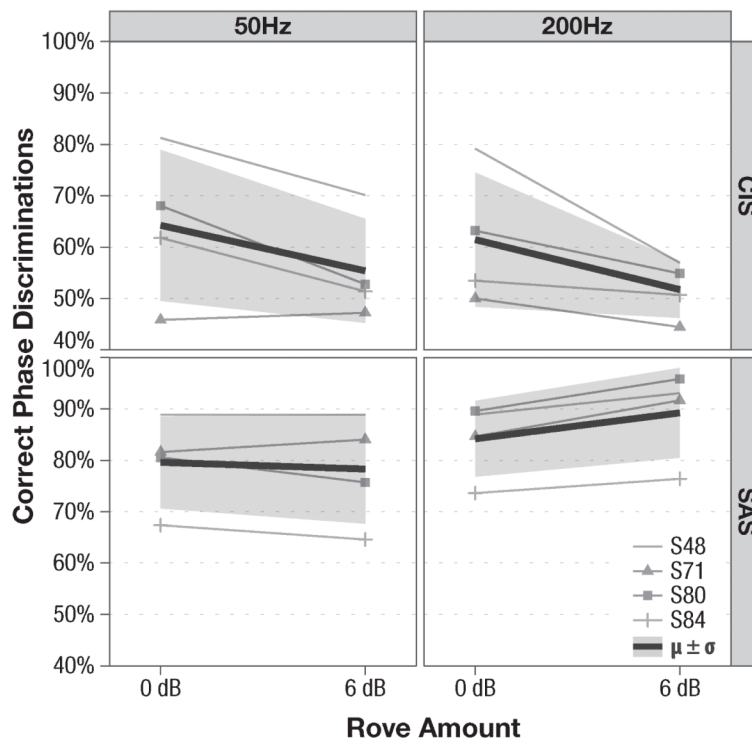 50Hz 200Hz
100%
90%
80%
70%
60%
50%
40%
CIS
100%
90%
80%
70%
60%
50%
40%
SAS
Correct Phase Discriminations
S48
S71
S80
S84
μ ± σ
0 dB 6 dB 0 dB 6 dB
Rove Amount